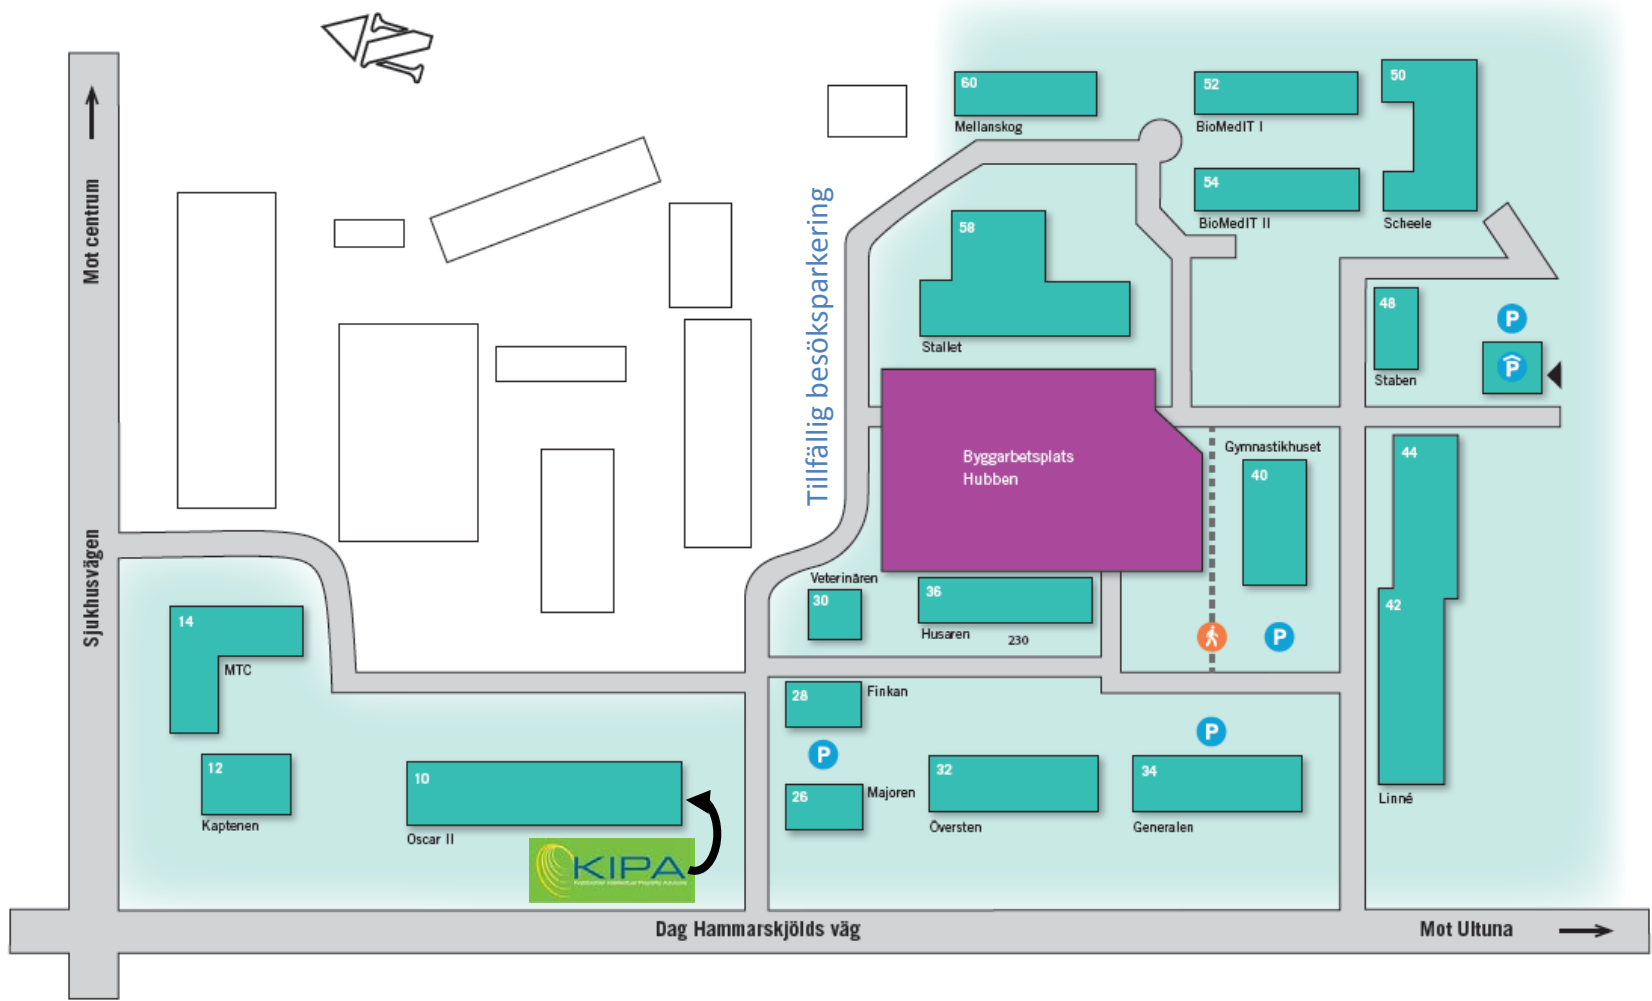 60
Mellanskog
52
BioMedIT I
50
54
BioMedIT II
Scheele
Mot centrum
Tillfällig besöksparkering
58
Stallet
48
Staben
P
P
Byggarbetsplats
Hubben
Gymnastikhuset
40
44
Sjukhusvägen
Veterinären
30
36
Husaren
230
P
42
14
MTC
28
Finkan
P
P
12
Kaptenen
10
Oscar II
26
Majoren
32
Översten
34
Generalen
Linné
KIPA
Dag Hammarskjölds väg
Mot Ultuna